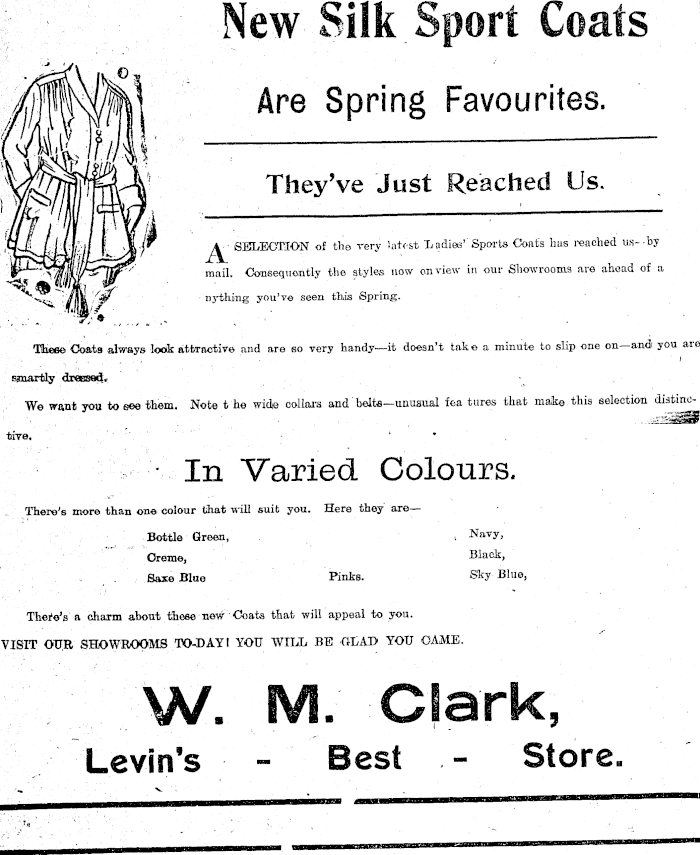 New Silk Sport Coats
Are Spring Favourites.
They've Just Reached Us.
A SELECTION of the very latest Ladies' Sports Coats has reached us--by
mail. Consequently the styles now on view in our Showrooms are ahead of a
nything you've seen this Spring.
These Coats always look attractive and are so very handy—it doesn't take a minute to slip one on—and you are
smartly dressed.
We want you to see them. Note t he wide collars and belts—unusual fea tures that make this selection distinc-
tive.
In Varied Colours.
There's more than one colour that will suit you. Here they are—
Bottle Green, Navy,
Creme, Black,
Saxe Blue Pinks. Sky Blue,
There's a charm about these new Coats that will appeal to you.
VISIT OUR SHOWROOMS TO-DAY! YOU WILL BE GLAD YOU CAME.
W. M. Clark,
Levin's - Best - Store.